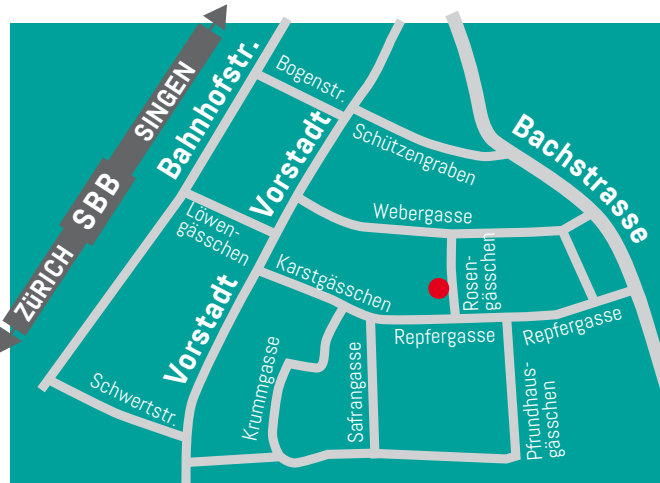 ZüRICH SBB SINGEN
Bahnhofstr.
Bogenstr.
Vorstadt
Schützengraben
Bachstrasse
Löwen-
gässchen
Webergasse
Karstgässchen
Rosen-
gässchen
Vorstadt
Repfergasse
Repfergasse
Schwertstr.
Krummgasse
Safrangasse
Pfrundhaus-
gässchen